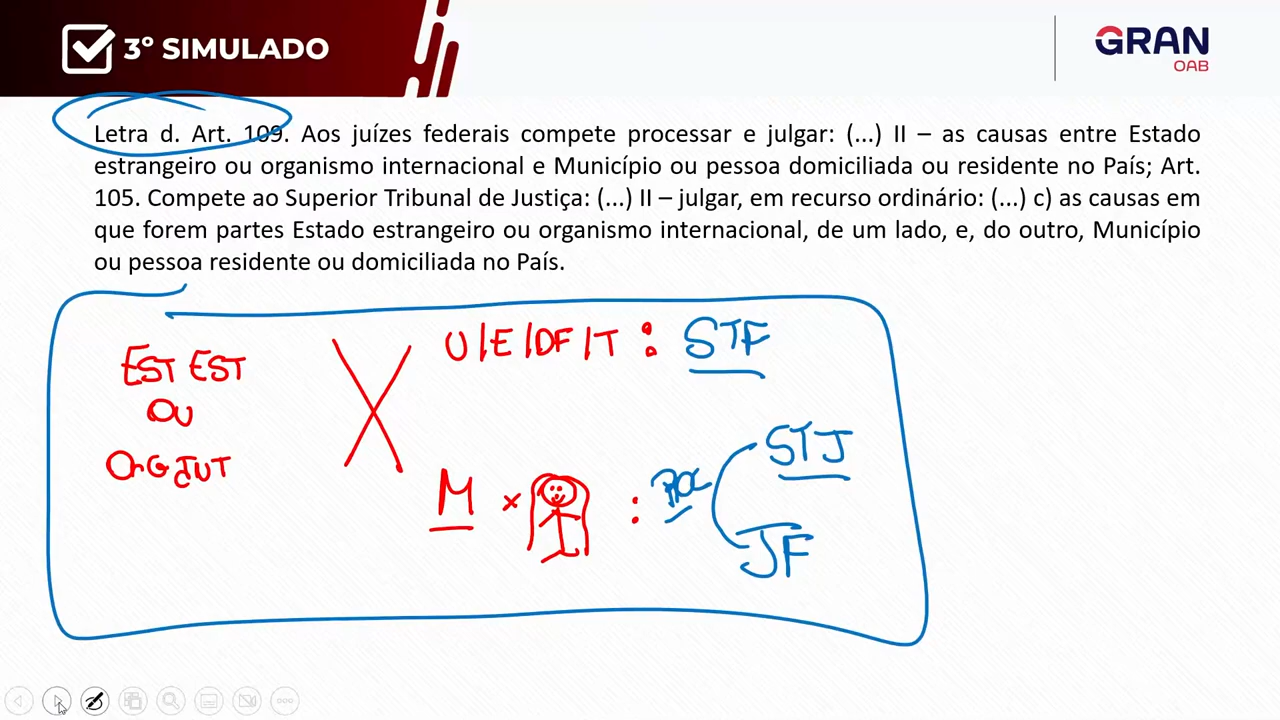 3º SIMULADO
GRAN
OAB
Letra d. Art. 109. Aos juízes federais compete processar e julgar: (...) II – as causas entre Estado
estrangeiro ou organismo internacional e Município ou pessoa domiciliada ou residente no País; Art.
105. Compete ao Superior Tribunal de Justiça: (...) II – julgar, em recurso ordinário: (...) c) as causas em
que forem partes Estado estrangeiro ou organismo internacional, de um lado, e, do outro, Município
ou pessoa residente ou domiciliada no País.
U/E/DF/T : STF
EST EST
OU
ORG INT
STJ
M x :
JF